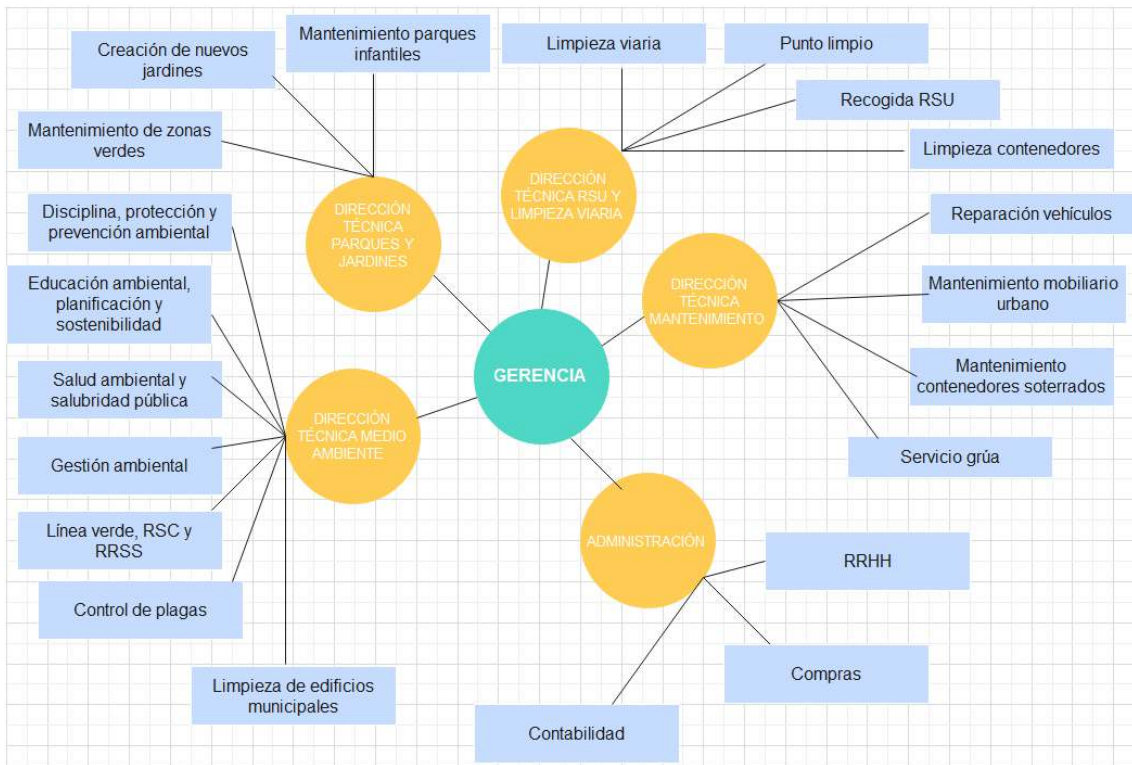 Creación de nuevos
jardines
Mantenimiento parques
infantiles
Limpieza viaria
Punto limpio
Recogida RSU
Limpieza contenedores
Mantenimiento de zonas
verdes
DIRECCIÓN
TÉCNICA
PARQUES Y
JARDINES
DIRECCIÓN
TÉCNICA RSU Y
LIMPIEZA VIARIA
Disciplina, protección y
prevención ambiental
Reparación vehículos
Educación ambiental,
planificación y
sostenibilidad
DIRECCIÓN
TÉCNICA
MANTENIMIENTO
Mantenimiento mobiliario
urbano
GERENCIA
Salud ambiental y
salubridad pública
Mantenimiento
contenedores soterrados
DIRECCIÓN
TÉCNICA MEDIO
AMBIENTE
Gestión ambiental
Servicio grúa
Línea verde, RSC y
RRSS
ADMINISTRACIÓN
RRHH
Control de plagas
Limpieza de edificios
municipales
Compras
Contabilidad